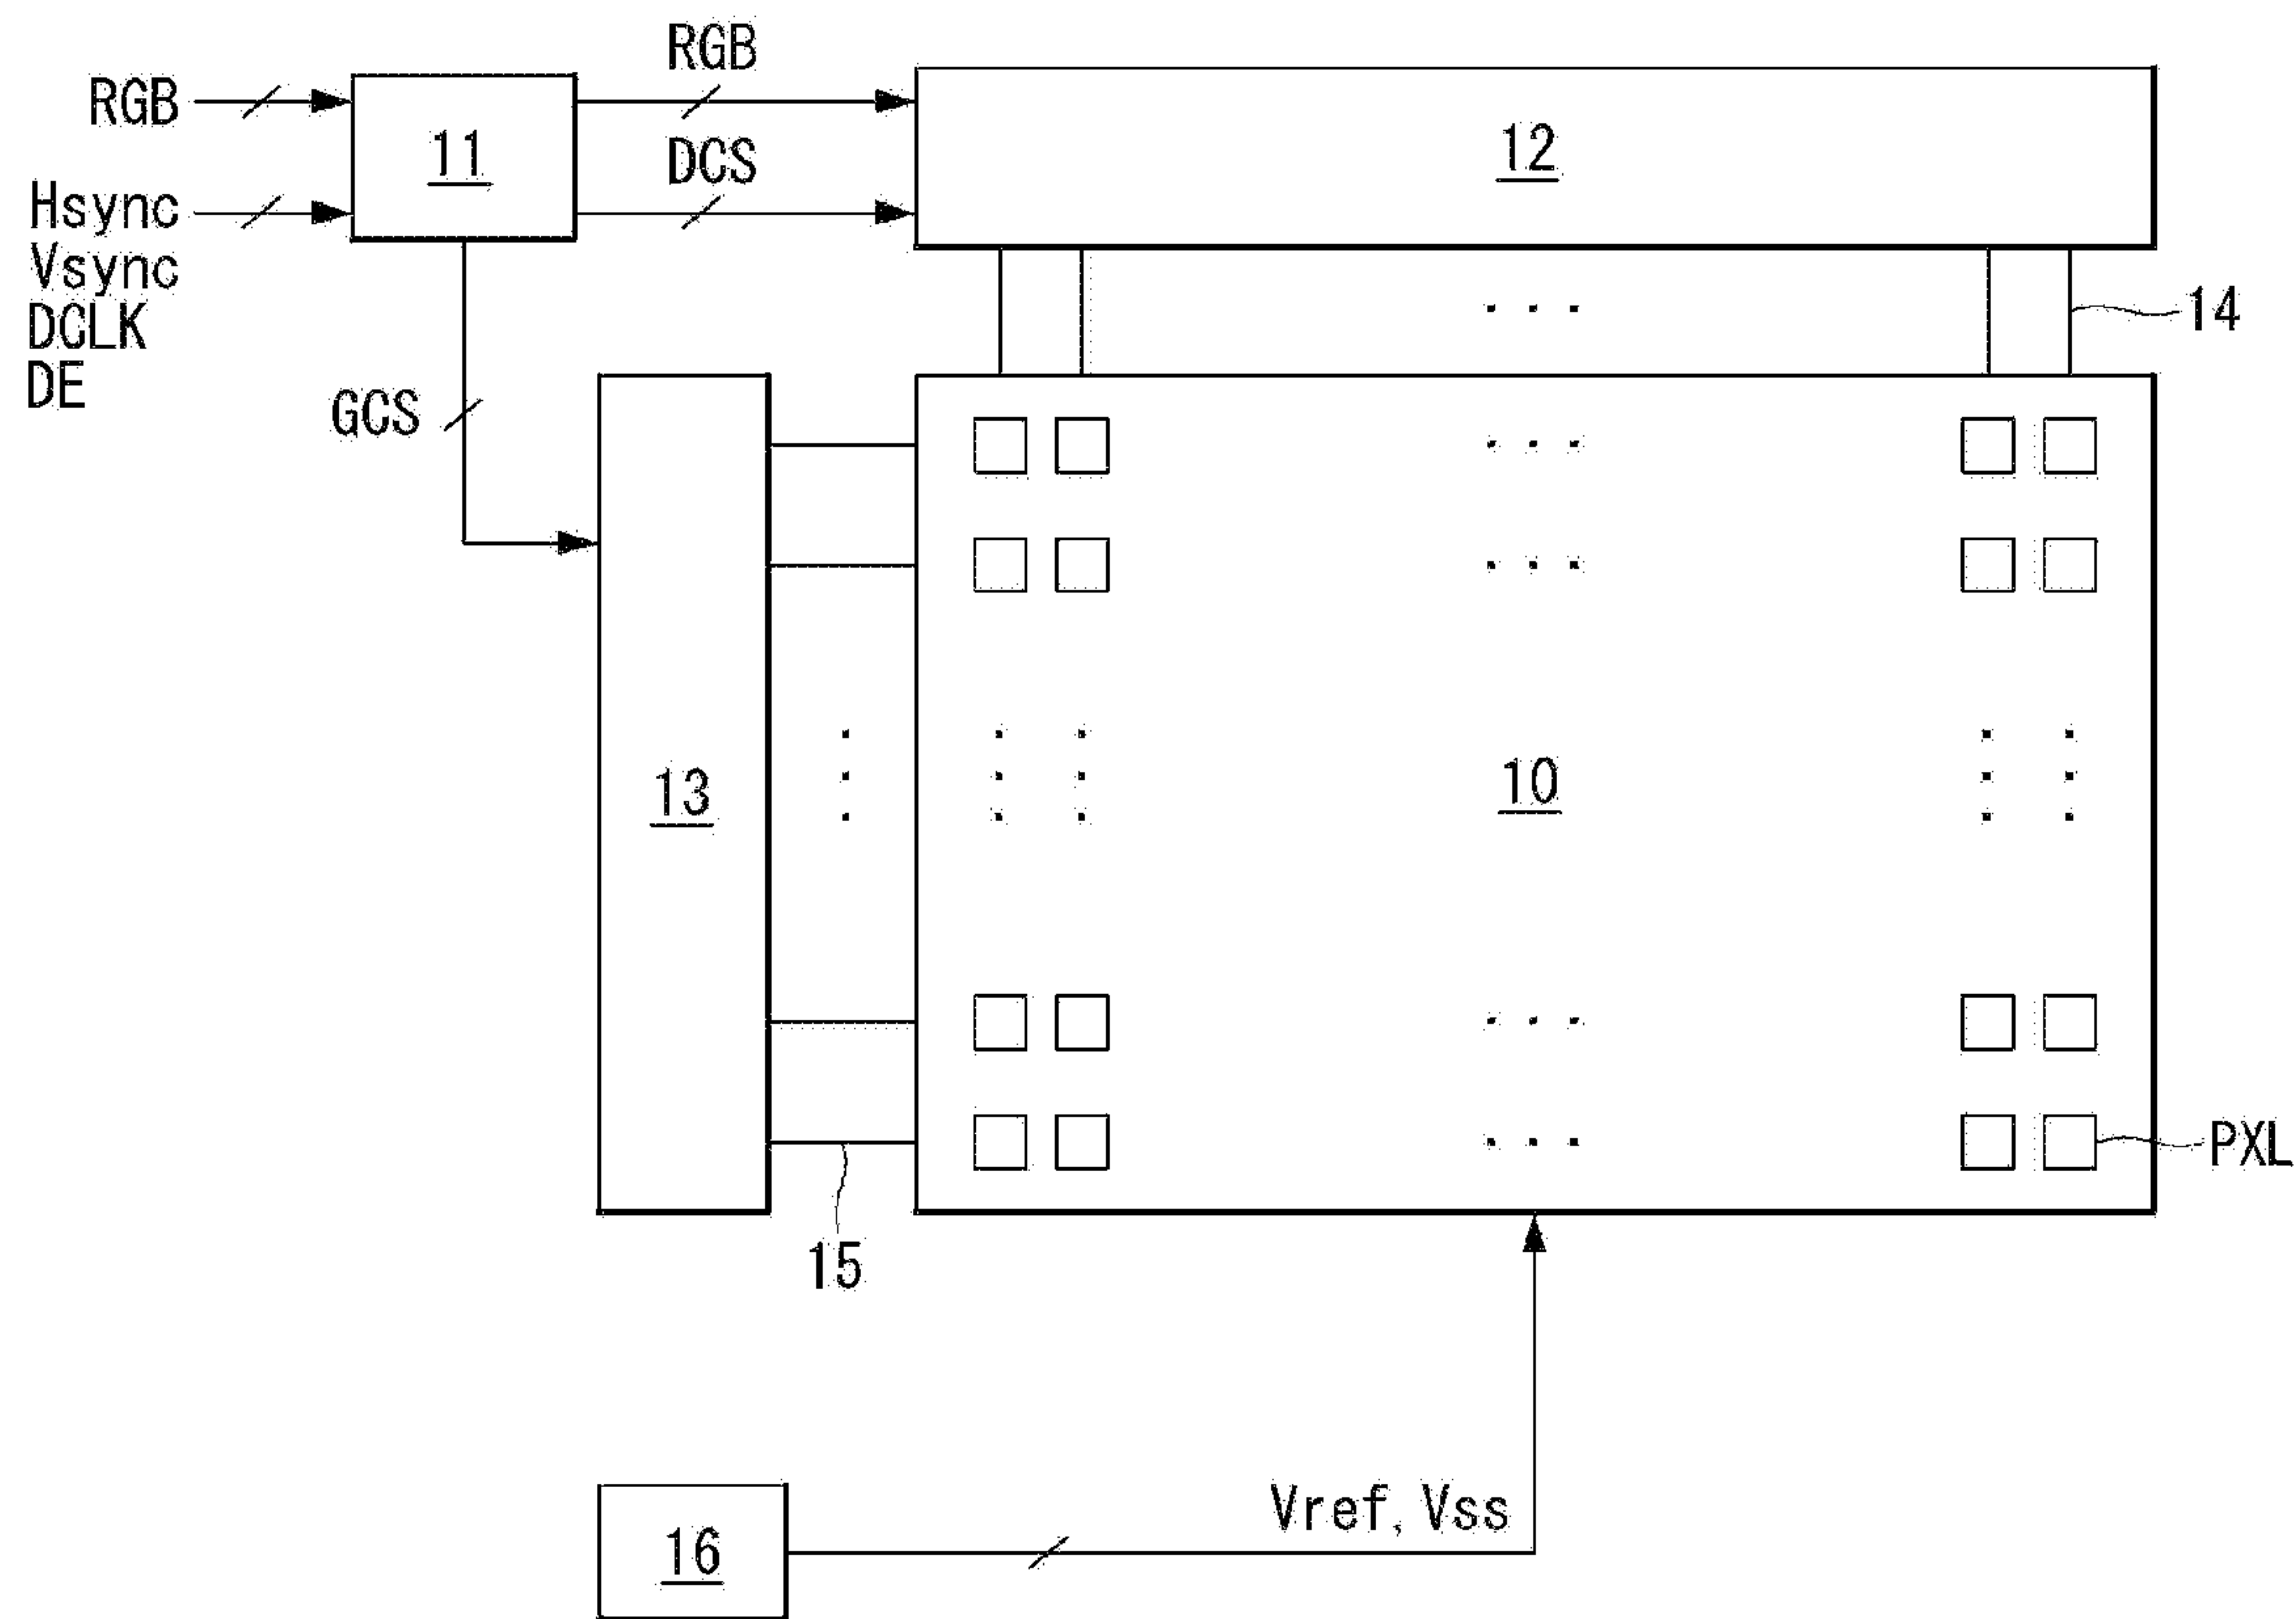 RGB
RGB
11
12
DCS
Hsync
Vsync
DCLK
DE
14
GCS
13
10
PXL
15
Vref, Vss
16